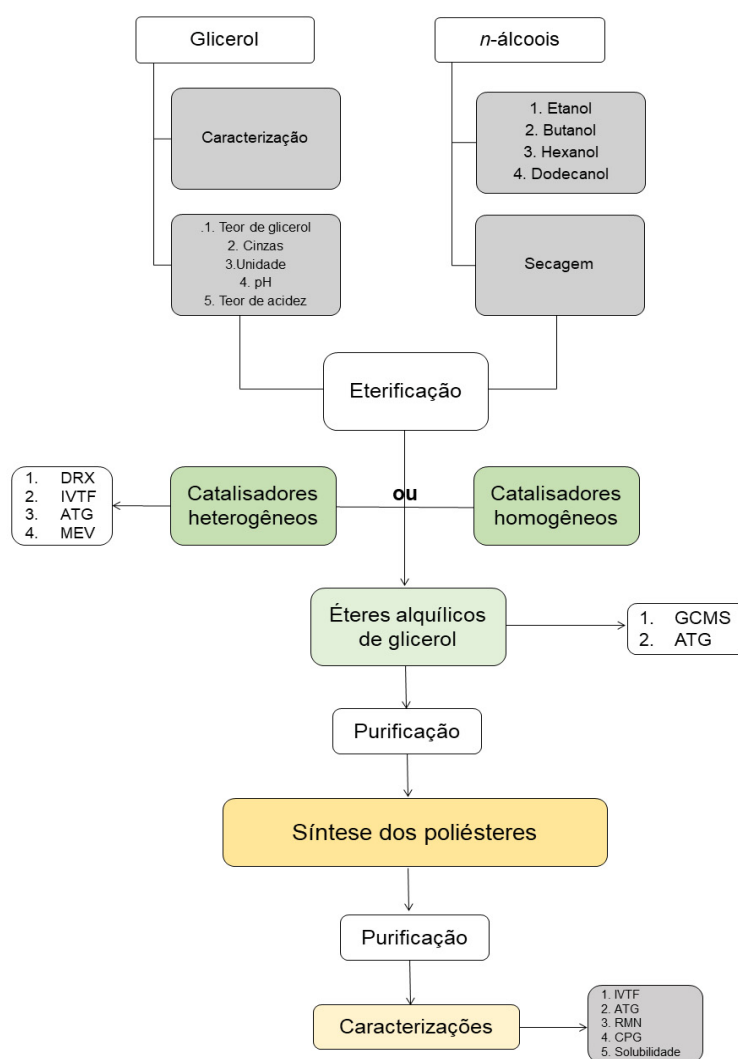 Glicerol
n-álcoois
Caracterização
1. Etanol
2. Butanol
3. Hexanol
4. Dodecanol
.1. Teor de glicerol
2. Cinzas
3.Unidade
4. pH
5. Teor de acidez
Secagem
Eterificação
1. DRX
2. IVTF
3. ATG
4. MEV
Catalisadores
heterogêneos
ou
Catalisadores
homogêneos
Éteres alquílicos
de glicerol
1. GCMS
2. ATG
Purificação
Síntese dos poliésteres
Purificação
Caracterizações
1. IVTF
2. ATG
3. RMN
4. CPG
5. Solubilidade